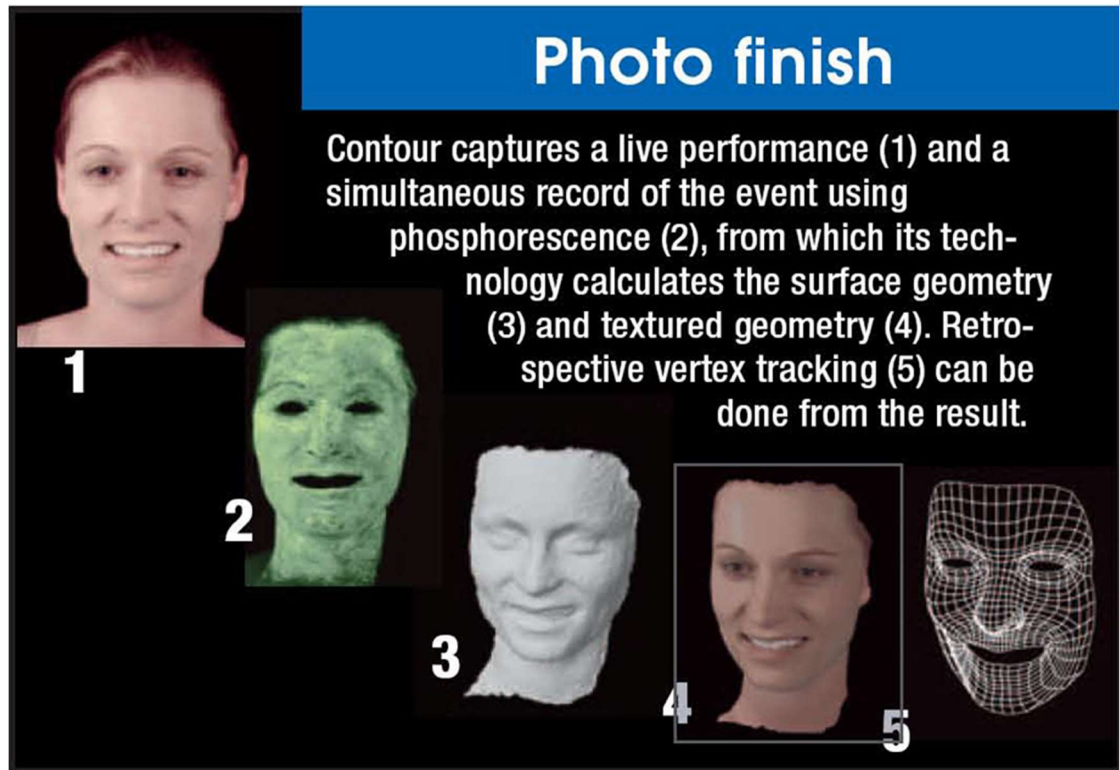 Photo finish
Contour captures a live performance (1) and a
simultaneous record of the event using
phosphorescence (2), from which its tech-
nology calculates the surface geometry
(3) and textured geometry (4). Retro-
spective vertex tracking (5) can be
done from the result.
1
2
3
4
5